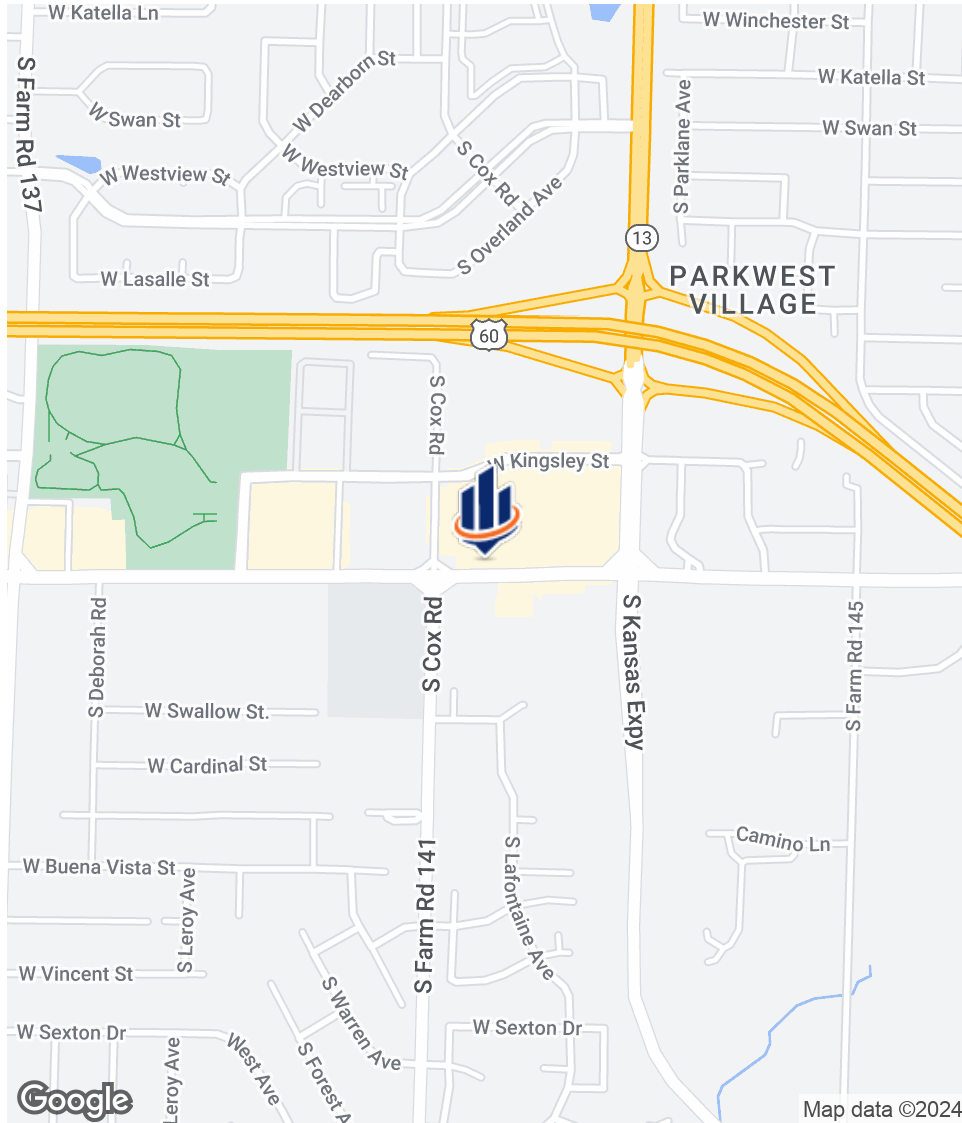 W Katella Ln
W Winchester St
S Farm Rd 137
W Dearborn St
W Katella St
S Parklane Ave
W Swan St
W Swan St
W Westview St
W Westview St
S Cox Rd
S Overland Ave
13
W Lasalle St
PARKWEST
VILLAGE
60
S Cox Rd
W Kingsley St
S Deborah Rd
S Cox Rd
S Kansas Expy
S Farm Rd 145
W Swallow St.
W Cardinal St
Camino Ln
W Buena Vista St
S Leroy Ave
S Farm Rd 141
S Lafontaine Ave
W Vincent St
S Warren Ave
W Sexton Dr
W Sexton Dr
West Ave
S Forest A
Leroy Ave
Google
Map data ©2024